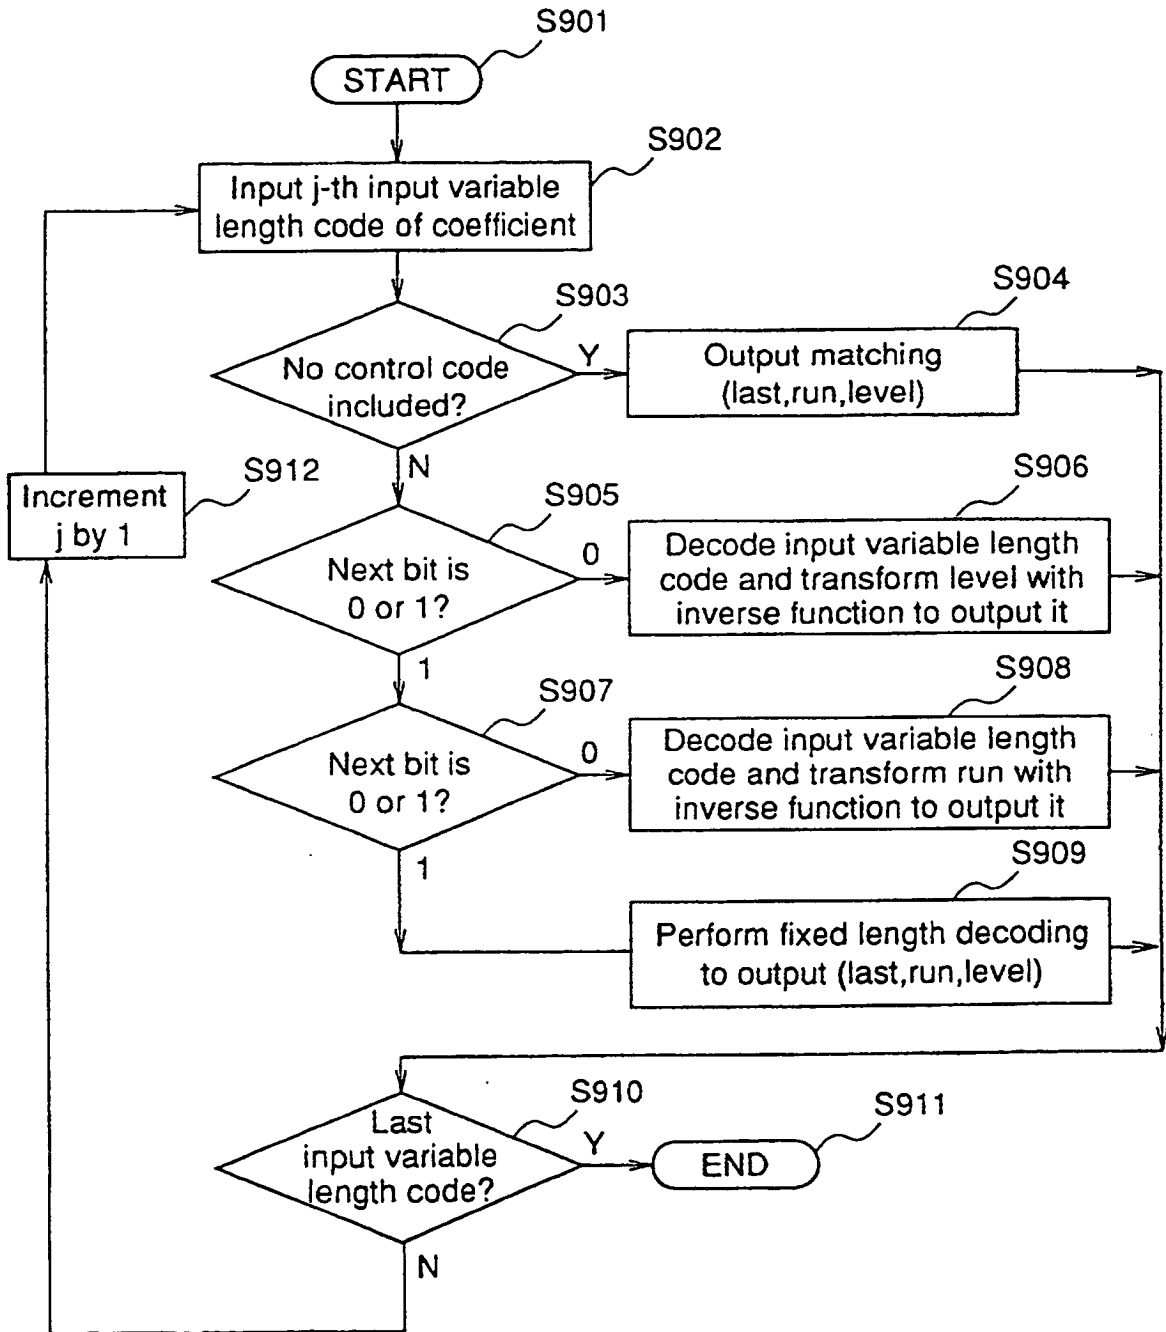 S901
START
S902
Input j-th input variable
length code of coefficient
S903
No control code
included?
Y
S904
Output matching
(last,run,level)
N
S912
Increment
j by 1
S905
Next bit is
0 or 1?
0
S906
Decode input variable length
code and transform level with
inverse function to output it
1
S907
Next bit is
0 or 1?
0
S908
Decode input variable length
code and transform run with
inverse function to output it
1
S909
Perform fixed length decoding
to output (last,run,level)
S910
Last
input variable
length code?
Y
S911
END
N